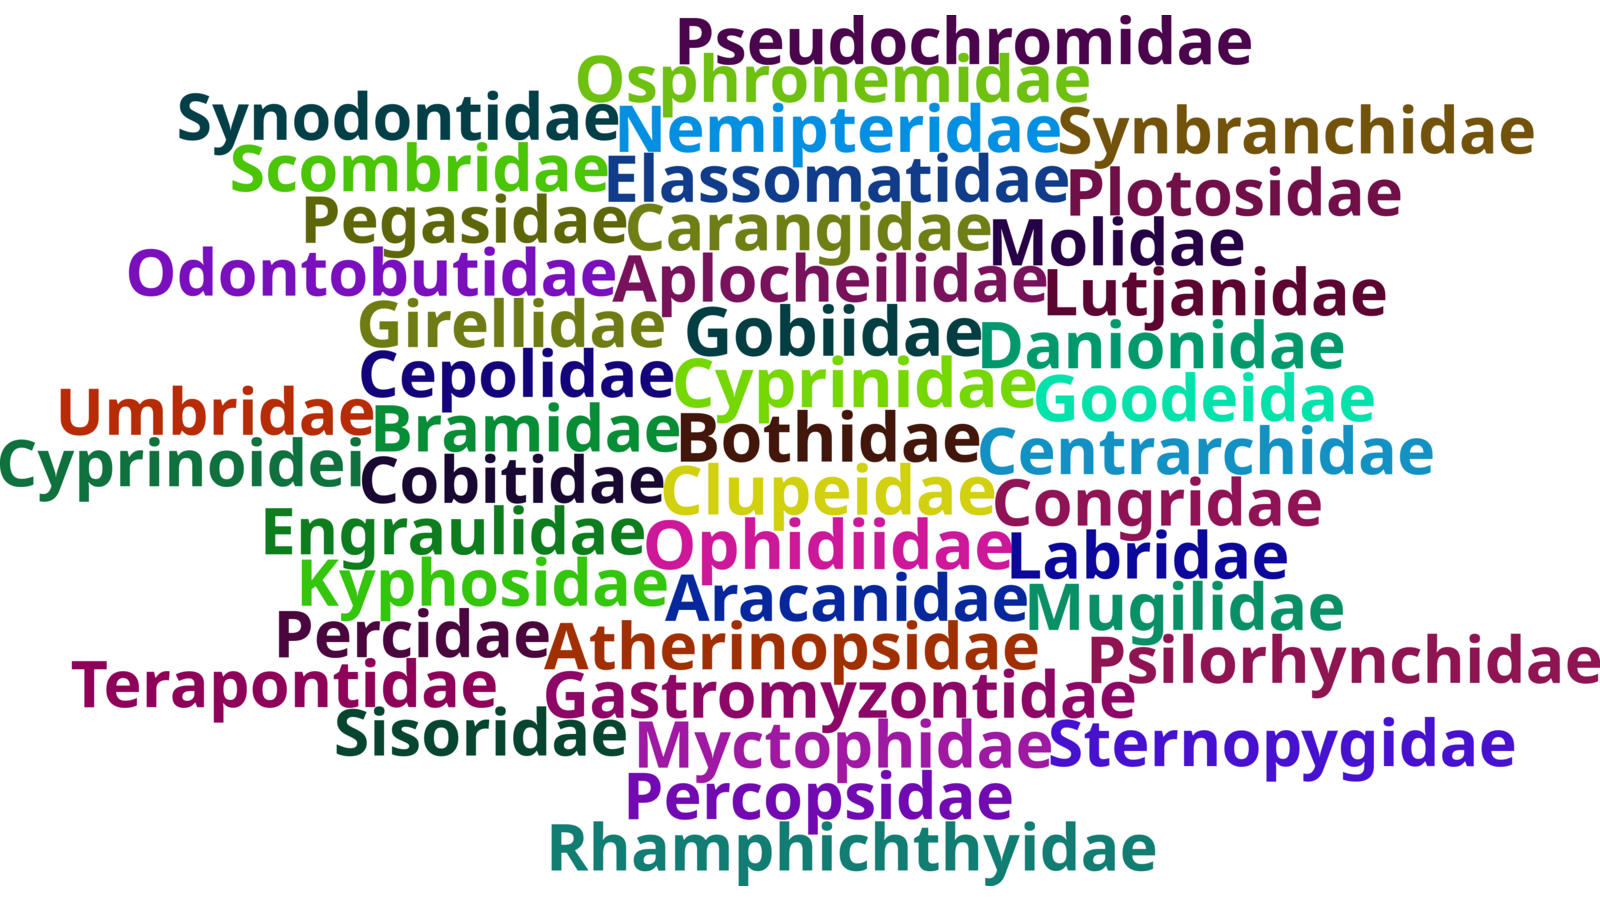 Pseudochromidae
Osphronemidae
Synodontidae Nemipteridae Synbranchidae
Scombridae Elassomatidae Plotosidae
Pegasidae Carangidae Molidae
Odontobutidae Aplocheilidae Lutjanidae
Girellidae Gobiidae Danionidae
Cepolidae Cyprinidae Goodeidae
Umbridae Bramidae Bothidae Centrarchidae
Cyprinoidei Cobitidae Clupeidae Congridae
Engraulidae Ophidiidae Labridae
Kyphosidae Aracanidae Mugilidae
Percidae Atherinopsidae Psilorhynchidae
Terapontidae Gastromyzontidae
Sisoridae Myctophidae Sternopygidae
Percopsidae
Rhamphichthyidae